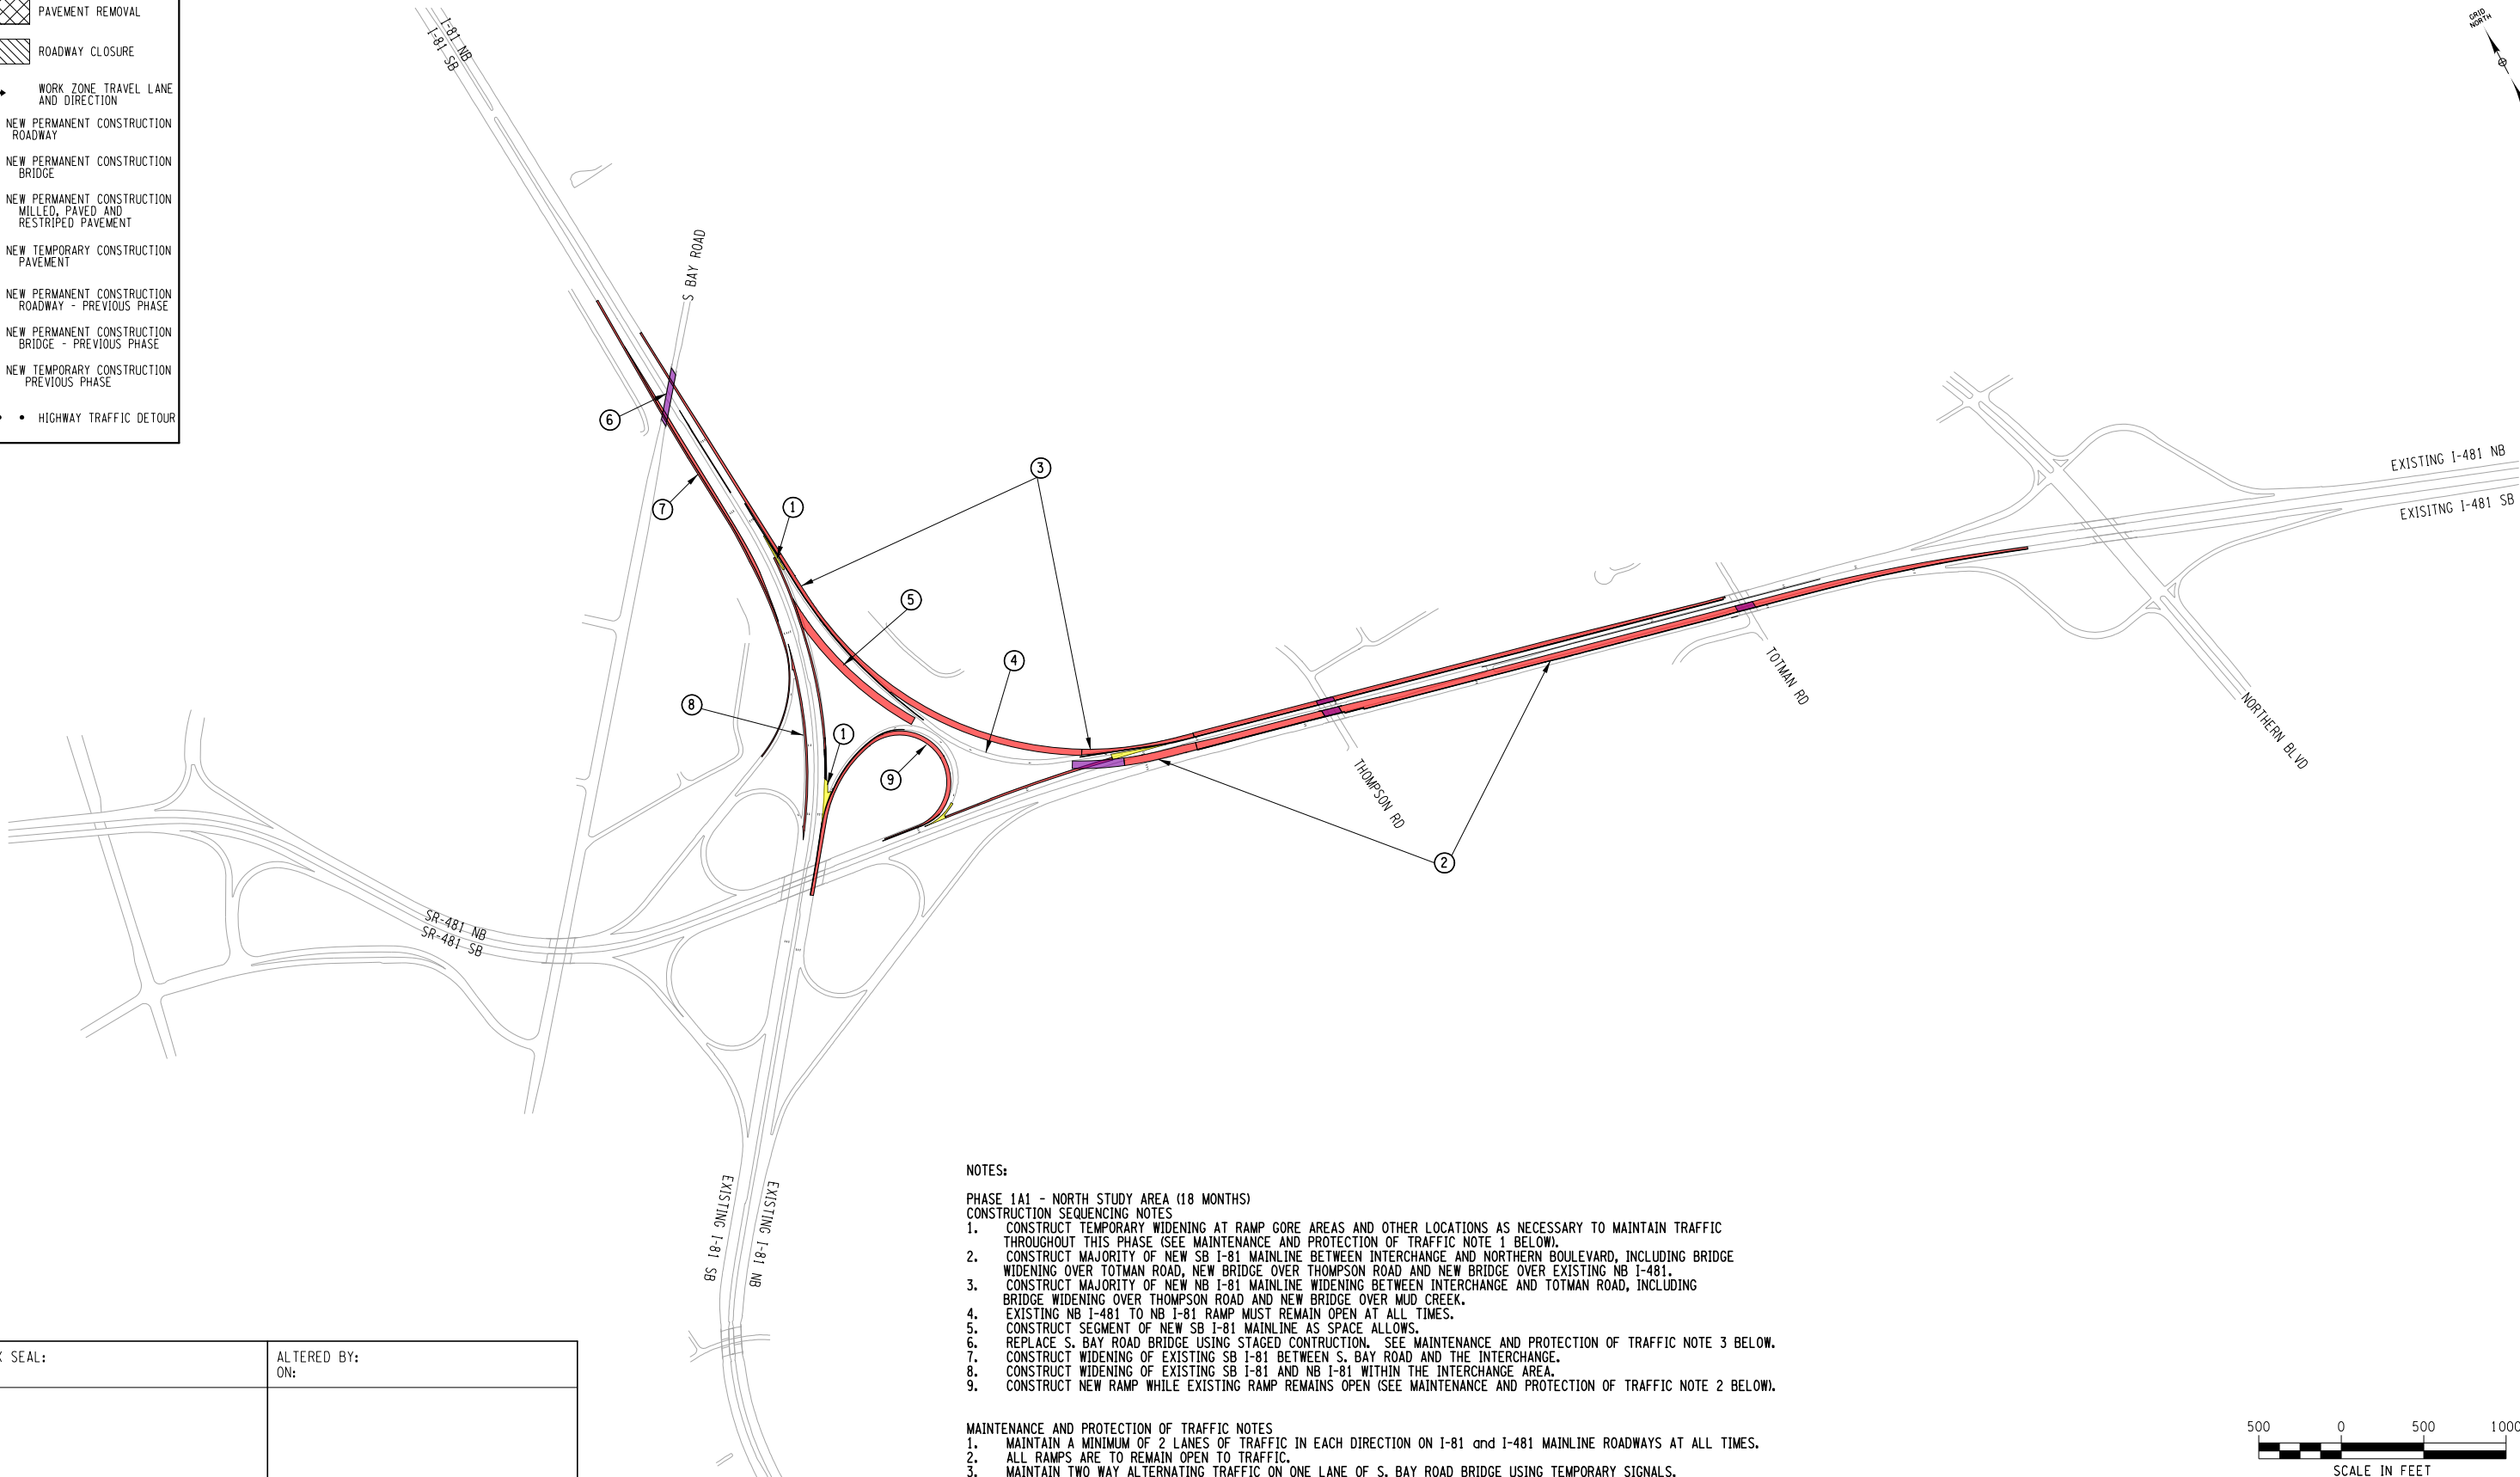 PAVEMENT REMOVAL
ROADWAY CLOSURE
WORK ZONE TRAVEL LANE
AND DIRECTION
NEW PERMANENT CONSTRUCTION
ROADWAY
NEW PERMANENT CONSTRUCTION
BRIDGE
NEW PERMANENT CONSTRUCTION
MILLED, PAVED AND
RESTRIPED PAVEMENT
NEW TEMPORARY CONSTRUCTION
PAVEMENT
NEW PERMANENT CONSTRUCTION
ROADWAY - PREVIOUS PHASE
NEW PERMANENT CONSTRUCTION
BRIDGE - PREVIOUS PHASE
NEW TEMPORARY CONSTRUCTION
PREVIOUS PHASE
HIGHWAY TRAFFIC DETOUR
I-81 NB
I-81 SB
GRID
NORTH
S BAY ROAD
6
7
1
3
5
4
8
1
9
2
EXISTING I-481 NB
EXISITNG I-481 SB
TOTMAN RD
NORTHERN BLVD
THOMPSON RD
SR-481 NB
SR-481 SB
EXISTING I-81 SB
EXISTING I-81 NB
NOTES:
PHASE 1A1 - NORTH STUDY AREA (18 MONTHS)
CONSTRUCTION SEQUENCING NOTES
1. CONSTRUCT TEMPORARY WIDENING AT RAMP GORE AREAS AND OTHER LOCATIONS AS NECESSARY TO MAINTAIN TRAFFIC
THROUGHOUT THIS PHASE (SEE MAINTENANCE AND PROTECTION OF TRAFFIC NOTE 1 BELOW).
2. CONSTRUCT MAJORITY OF NEW SB I-81 MAINLINE BETWEEN INTERCHANGE AND NORTHERN BOULEVARD, INCLUDING BRIDGE
WIDENING OVER TOTMAN ROAD, NEW BRIDGE OVER THOMPSON ROAD AND NEW BRIDGE OVER EXISTING NB I-481.
3. CONSTRUCT MAJORITY OF NEW NB I-81 MAINLINE WIDENING BETWEEN INTERCHANGE AND TOTMAN ROAD, INCLUDING
BRIDGE WIDENING OVER THOMPSON ROAD AND NEW BRIDGE OVER MUD CREEK.
4. EXISTING NB I-481 TO NB I-81 RAMP MUST REMAIN OPEN AT ALL TIMES.
5. CONSTRUCT SEGMENT OF NEW SB I-81 MAINLINE AS SPACE ALLOWS.
6. REPLACE S. BAY ROAD BRIDGE USING STAGED CONTRUCTION. SEE MAINTENANCE AND PROTECTION OF TRAFFIC NOTE 3 BELOW.
7. CONSTRUCT WIDENING OF EXISTING SB I-81 BETWEEN S. BAY ROAD AND THE INTERCHANGE.
8. CONSTRUCT WIDENING OF EXISTING SB I-81 AND NB I-81 WITHIN THE INTERCHANGE AREA.
9. CONSTRUCT NEW RAMP WHILE EXISTING RAMP REMAINS OPEN (SEE MAINTENANCE AND PROTECTION OF TRAFFIC NOTE 2 BELOW).
MAINTENANCE AND PROTECTION OF TRAFFIC NOTES
1. MAINTAIN A MINIMUM OF 2 LANES OF TRAFFIC IN EACH DIRECTION ON I-81 and I-481 MAINLINE ROADWAYS AT ALL TIMES.
2. ALL RAMPS ARE TO REMAIN OPEN TO TRAFFIC.
3. MAINTAIN TWO WAY ALTERNATING TRAFFIC ON ONE LANE OF S. BAY ROAD BRIDGE USING TEMPORARY SIGNALS.
SEAL:
ALTERED BY:
ON:
500 0 500 1000
SCALE IN FEET